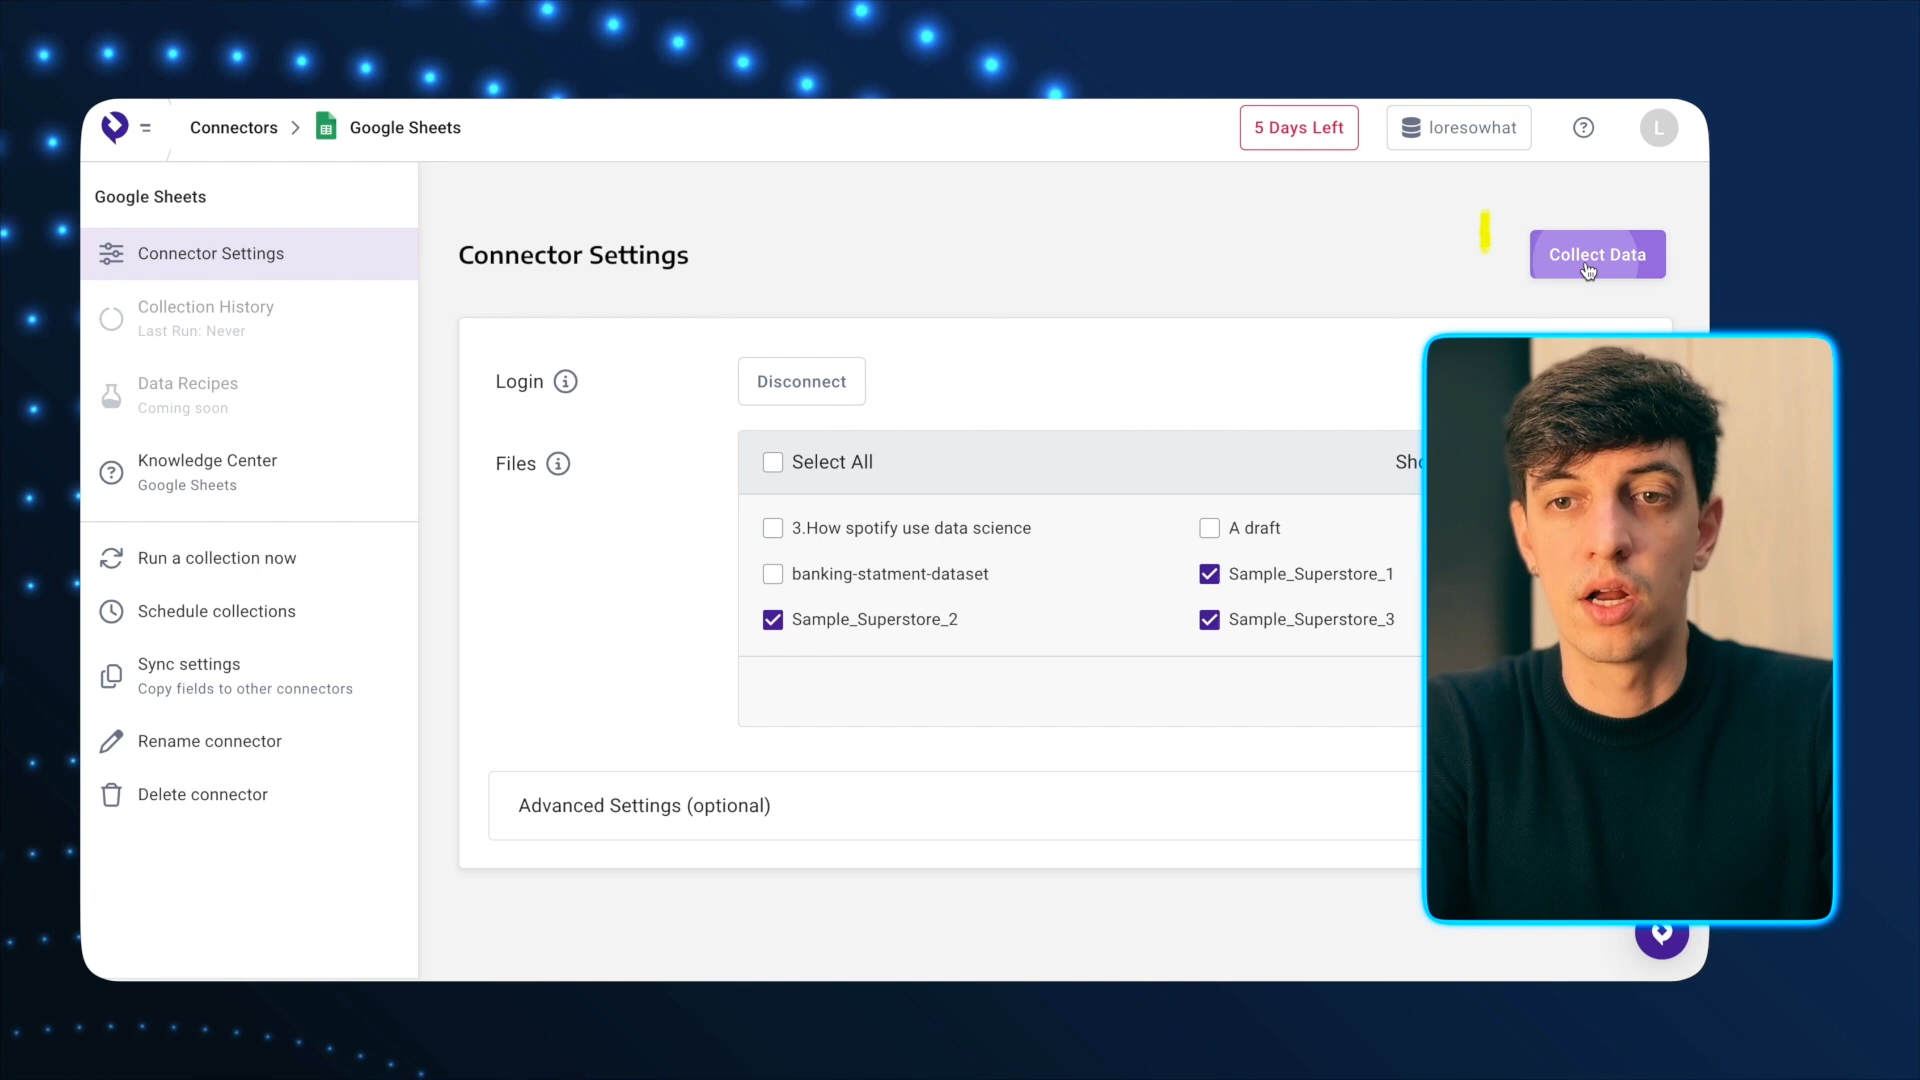 Connectors
Google Sheets
5 Days Left
loresowhat
L
Google Sheets
Connector Settings
Collection History
Last Run: Never
Data Recipes
Coming soon
Knowledge Center
Google Sheets
Run a collection now
Schedule collections
Sync settings
Copy fields to other connectors
Rename connector
Delete connector
Connector Settings
Collect Data
Login
Disconnect
Files
Select All
3.How spotify use data science
A draft
banking-statment-dataset
Sample_Superstore_1
Sample_Superstore_2
Sample_Superstore_3
Advanced Settings (optional)